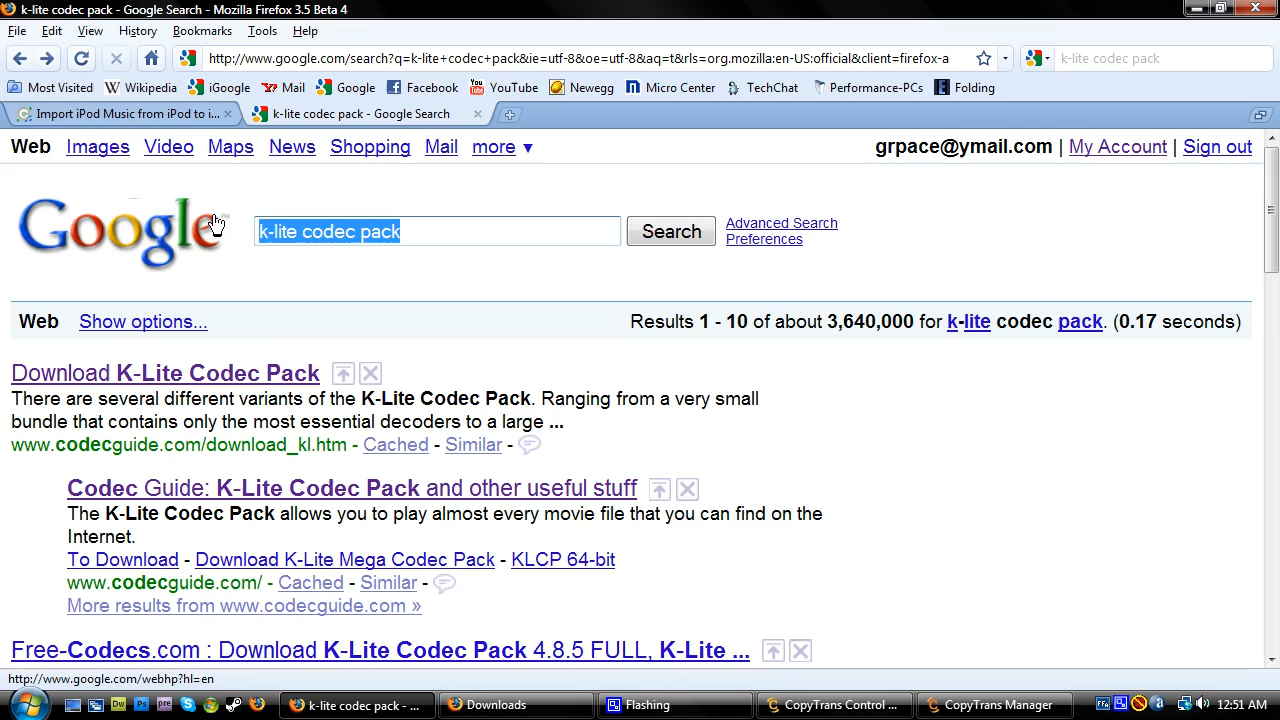 k-lite codec pack - Google Search - Mozilla Firefox 3.5 Beta 4
File Edit View History Bookmarks Tools Help
http://www.google.com/search?q=k-lite+codec+pack&ie=utf-8&oe=utf-8&aq=t&rls=org.mozilla:en-US:official&client=firefox-a k-lite codec pack
Most Visited Wikipedia iGoogle Mail Google Facebook YouTube Newegg Micro Center TechChat Performance-PCs Folding
Import iPod Music from iPod to i... k-lite codec pack - Google Search
Web Images Video Maps News Shopping Mail more ▼ grpace@ymail.com | My Account | Sign out
Google k-lite codec pack Search Advanced Search
Preferences
Web Show options... Results 1 - 10 of about 3,640,000 for k-lite codec pack. (0.17 seconds)
Download K-Lite Codec Pack
There are several different variants of the K-Lite Codec Pack. Ranging from a very small
bundle that contains only the most essential decoders to a large ...
www.codecguide.com/download_kl.htm - Cached - Similar -
Codec Guide: K-Lite Codec Pack and other useful stuff
The K-Lite Codec Pack allows you to play almost every movie file that you can find on the
Internet.
To Download - Download K-Lite Mega Codec Pack - KLCP 64-bit
www.codecguide.com/ - Cached - Similar -
More results from www.codecguide.com »
Free-Codecs.com : Download K-Lite Codec Pack 4.8.5 FULL, K-Lite ...
http://www.google.com/webhp?hl=en
Dw Ps pre k-lite codec pack - ... Downloads Flashing CopyTrans Control ... CopyTrans Manager 12:51 AM